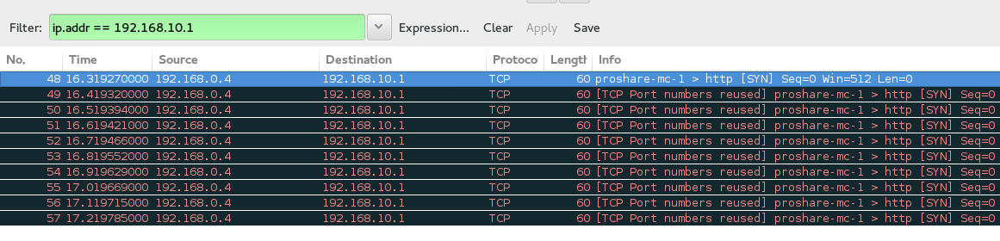 Filter: ip.addr == 192.168.10.1 Expression... Clear Apply Save
No. Time Source Destination Protoco Length Info
48 16.319270000 192.168.0.4 192.168.10.1 TCP 60 proshare-mc-1 > http [SYN] Seq=0 Win=512 Len=0
49 16.419320000 192.168.0.4 192.168.10.1 TCP 60 [TCP Port numbers reused] proshare-mc-1 > http [SYN] Seq=0
50 16.519394000 192.168.0.4 192.168.10.1 TCP 60 [TCP Port numbers reused] proshare-mc-1 > http [SYN] Seq=0
51 16.619421000 192.168.0.4 192.168.10.1 TCP 60 [TCP Port numbers reused] proshare-mc-1 > http [SYN] Seq=0
52 16.719466000 192.168.0.4 192.168.10.1 TCP 60 [TCP Port numbers reused] proshare-mc-1 > http [SYN] Seq=0
53 16.819552000 192.168.0.4 192.168.10.1 TCP 60 [TCP Port numbers reused] proshare-mc-1 > http [SYN] Seq=0
54 16.919629000 192.168.0.4 192.168.10.1 TCP 60 [TCP Port numbers reused] proshare-mc-1 > http [SYN] Seq=0
55 17.019669000 192.168.0.4 192.168.10.1 TCP 60 [TCP Port numbers reused] proshare-mc-1 > http [SYN] Seq=0
56 17.119715000 192.168.0.4 192.168.10.1 TCP 60 [TCP Port numbers reused] proshare-mc-1 > http [SYN] Seq=0
57 17.219785000 192.168.0.4 192.168.10.1 TCP 60 [TCP Port numbers reused] proshare-mc-1 > http [SYN] Seq=0